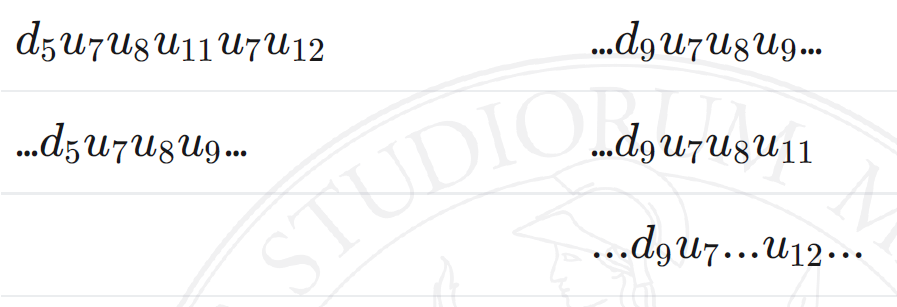 d₅u₇u₈u₁₁u₇u₁₂ ...d₉u₇u₈u₉...
...d₅u₇u₈u₉... ...d₉u₇u₈u₁₁
...d₉u₇...u₁₂...
STUDIORUM M